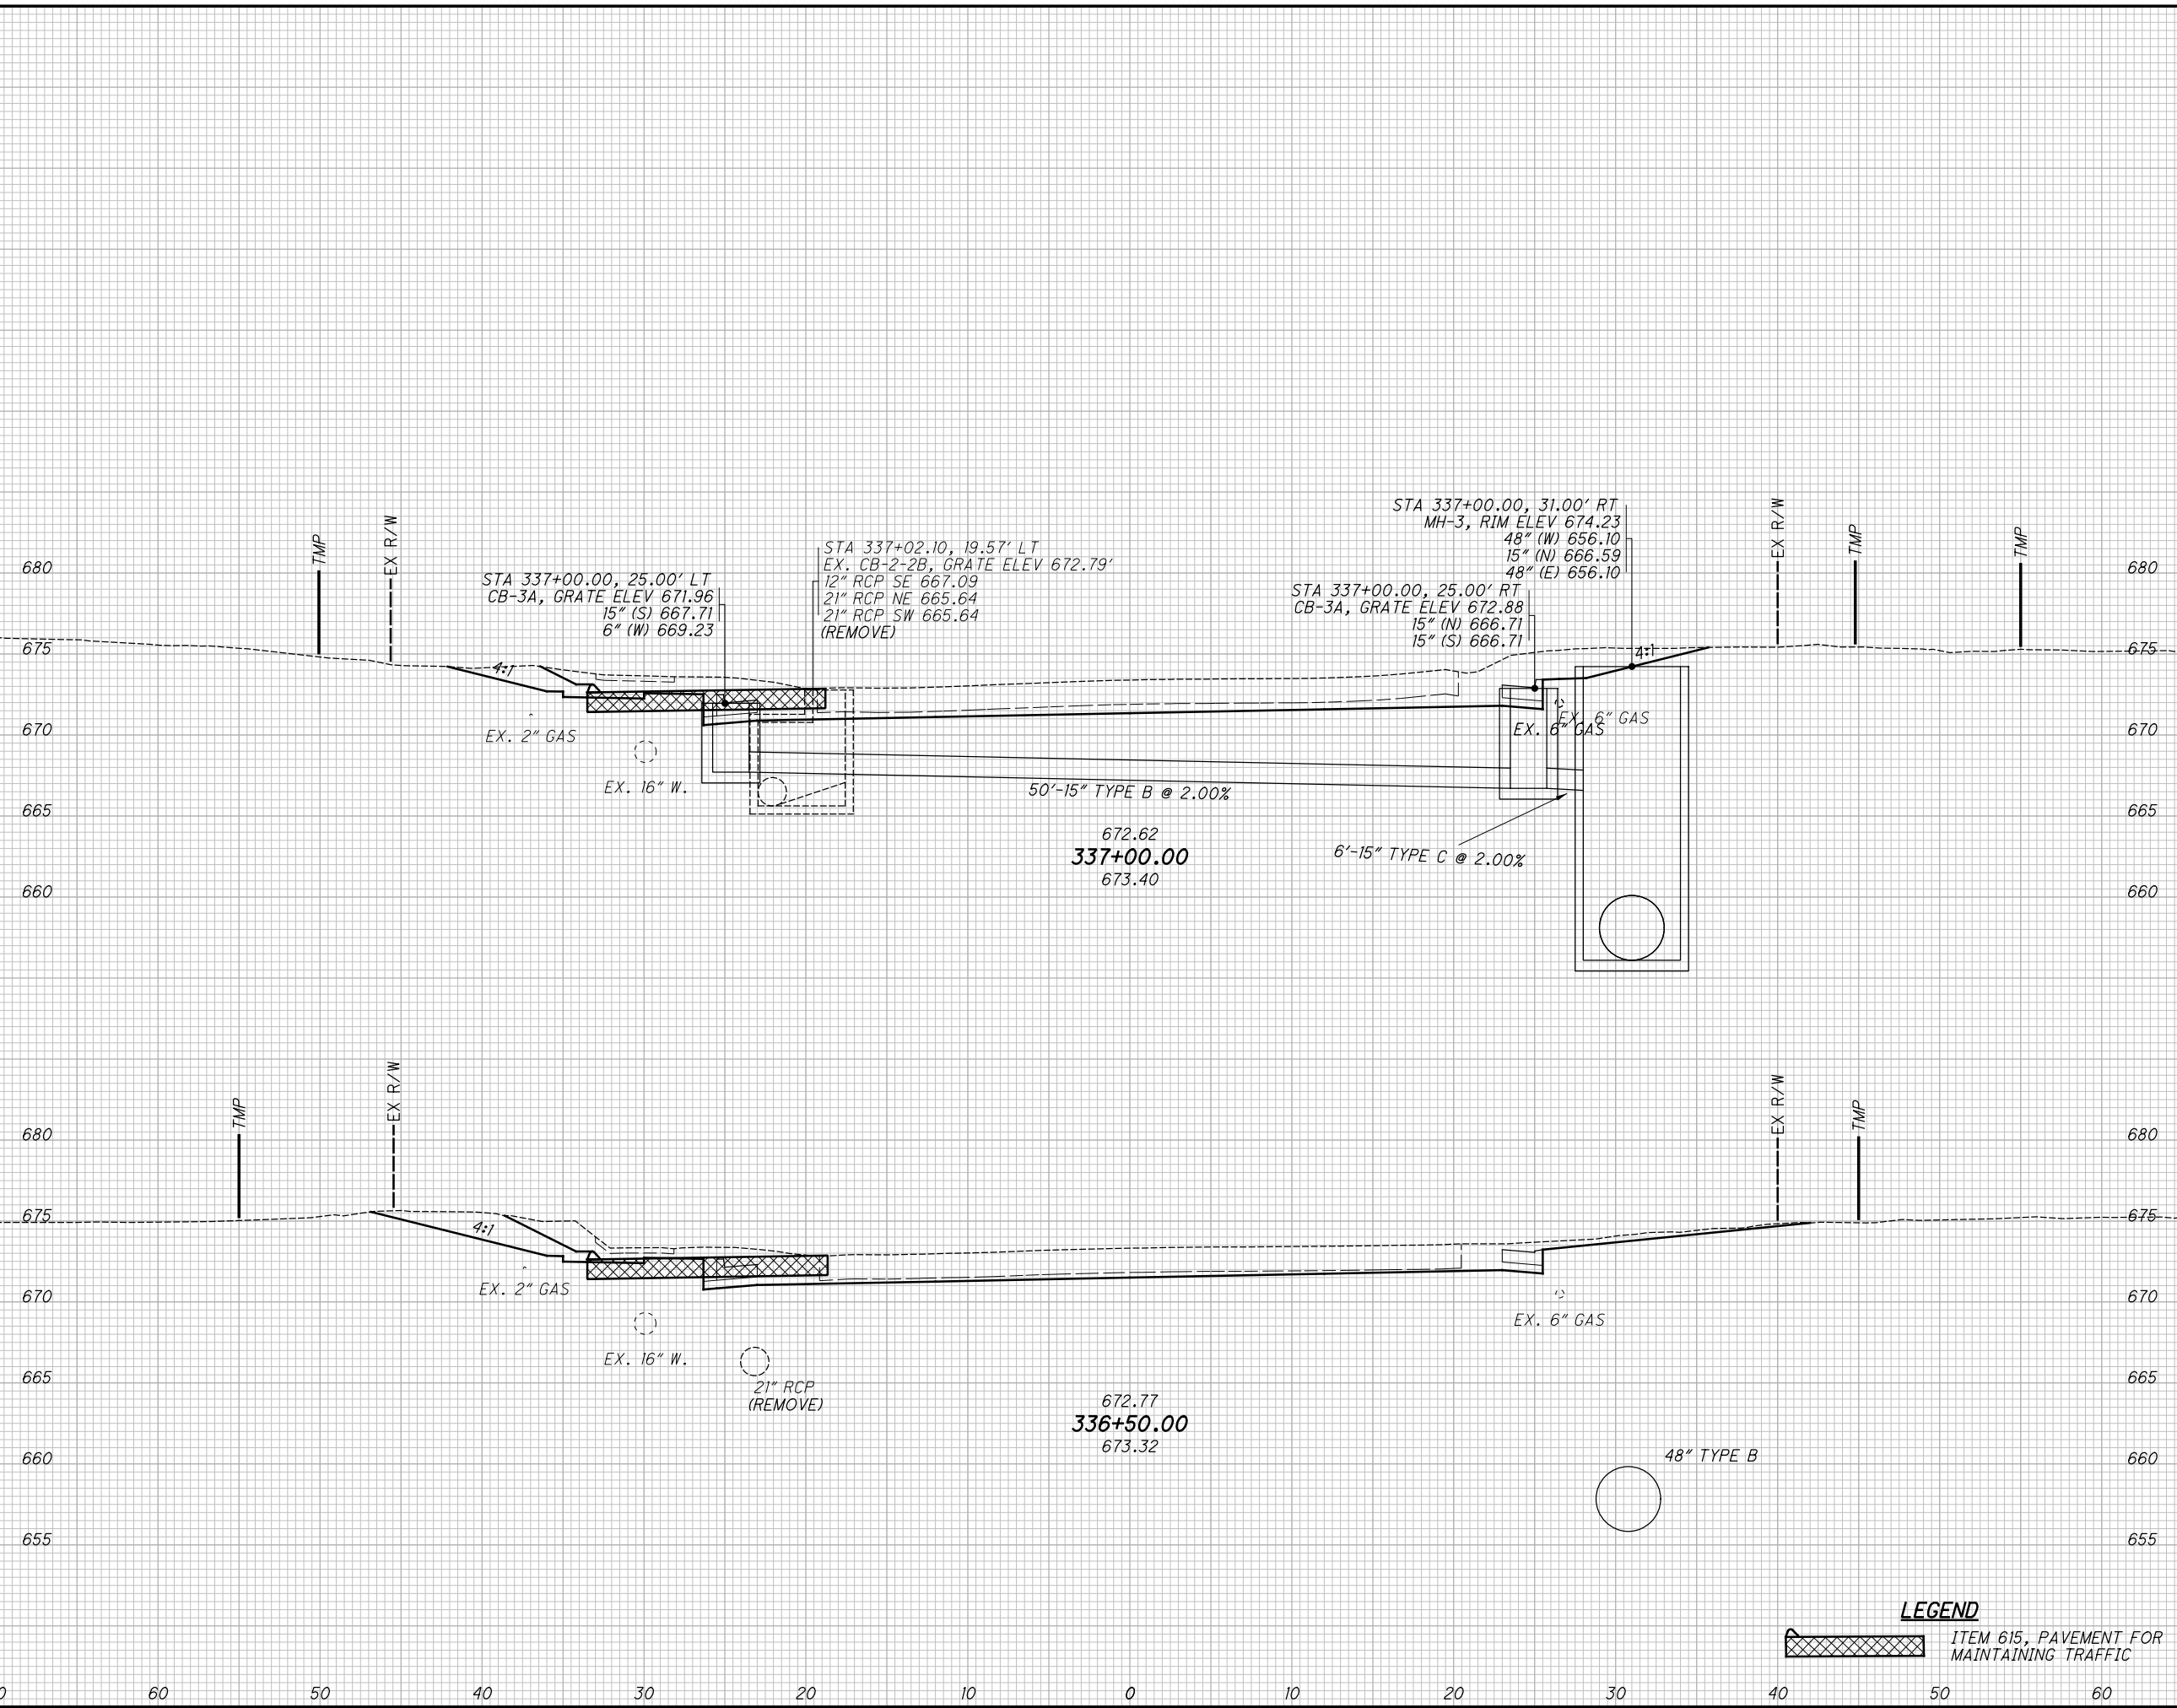 STA 337+00.00, 31.00' RT
MH-3, RIM ELEV 674.23
48" (W) 656.10
15" (N) 666.59
48" (E) 656.10
EX R/W
TMP
TMP
TMP
EX R/W
STA 337+02.10, 19.57' LT
EX. CB-2-2B, GRATE ELEV 672.79'
12" RCP SE 667.09
21" RCP NE 665.64
21" RCP SW 665.64
(REMOVE)
STA 337+00.00, 25.00' LT
CB-3A, GRATE ELEV 671.96
15" (S) 667.71
6" (W) 669.23
STA 337+00.00, 25.00' RT
CB-3A, GRATE ELEV 672.88
15" (N) 666.71
15" (S) 666.71
680
680
675
675
4:1
4:1
EX. 6" GAS
EX. 6" GAS
670
670
EX. 2" GAS
EX. 16" W.
50'-15" TYPE B @ 2.00%
665
665
672.62
337+00.00
673.40
6'-15" TYPE C @ 2.00%
660
660
EX R/W
TMP
EX R/W
TMP
680
680
675
675
4:1
EX. 2" GAS
670
670
EX. 6" GAS
EX. 16" W.
665
665
21" RCP
(REMOVE)
672.77
336+50.00
673.32
660
660
48" TYPE B
655
655
LEGEND
ITEM 615, PAVEMENT FOR
MAINTAINING TRAFFIC
0 60 50 40 30 20 10 0 10 20 30 40 50 60